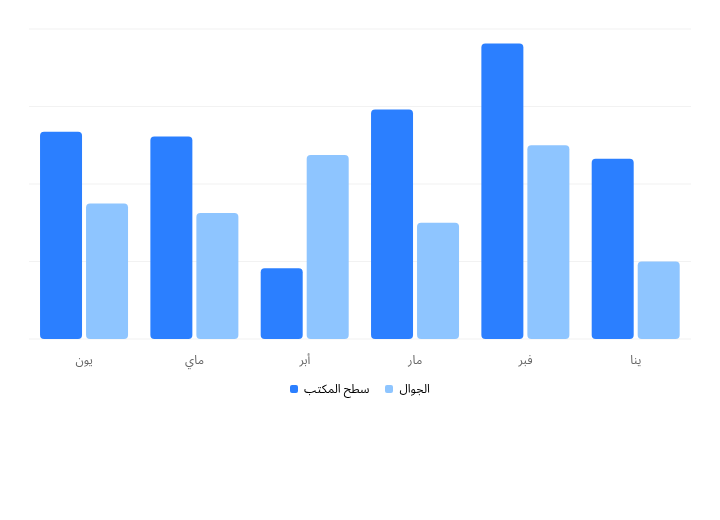 ينا فبر مار أبر ماي يون
سطح المكتب الجوال